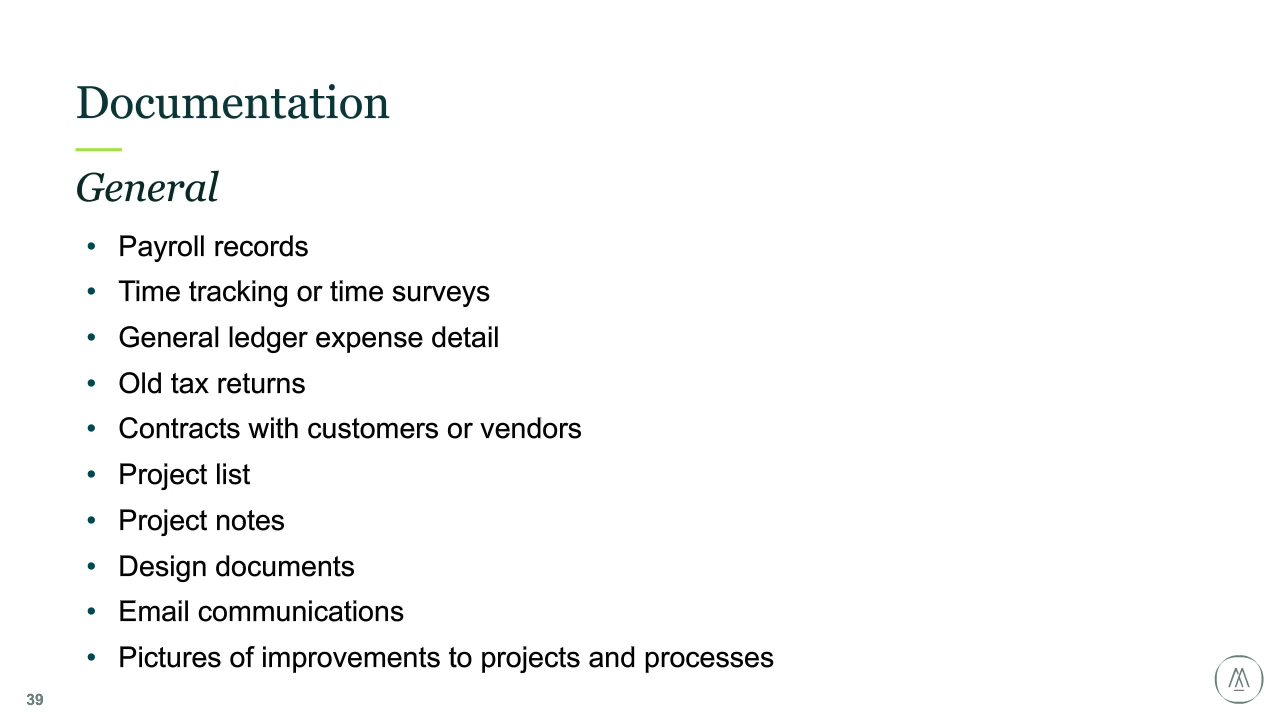 Documentation
General
• Payroll records
• Time tracking or time surveys
• General ledger expense detail
• Old tax returns
• Contracts with customers or vendors
• Project list
• Project notes
• Design documents
• Email communications
• Pictures of improvements to projects and processes
39